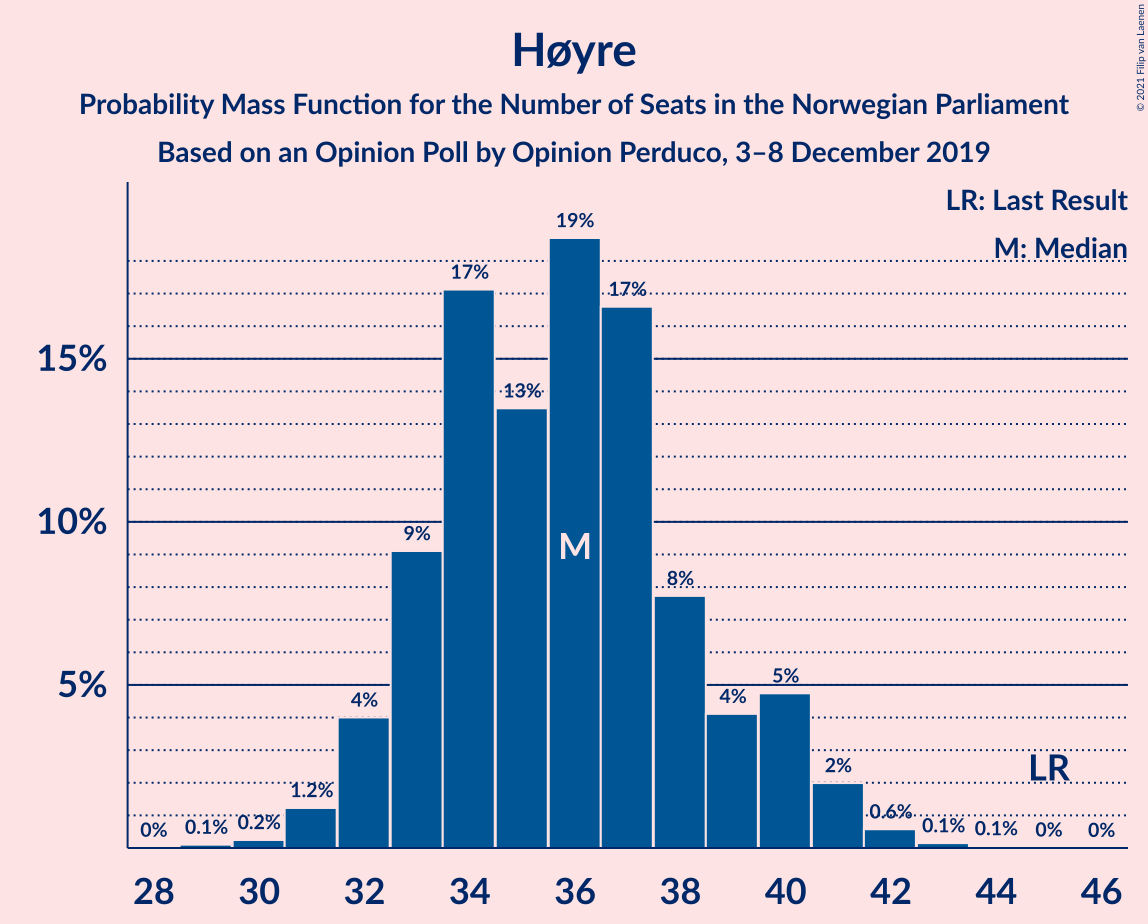 Høyre
Probability Mass Function for the Number of Seats in the Norwegian Parliament
Based on an Opinion Poll by Opinion Perduco, 3–8 December 2019
© 2021 Filip van Laenen
LR: Last Result
M: Median
15%
10%
5%
0%
0.1%
0.2%
1.2%
4%
9%
17%
13%
19%
17%
8%
4%
5%
2%
0.6%
0.1%
0.1%
0%
0%
M
LR
28 30 32 34 36 38 40 42 44 46